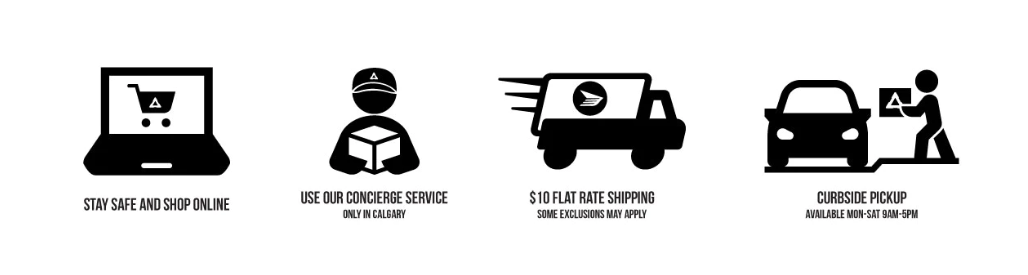 STAY SAFE AND SHOP ONLINE
USE OUR CONCIERGE SERVICE
ONLY IN CALGARY
$10 FLAT RATE SHIPPING
SOME EXCLUSIONS MAY APPLY
CURBSIDE PICKUP
AVAILABLE MON-SAT 9AM-5PM